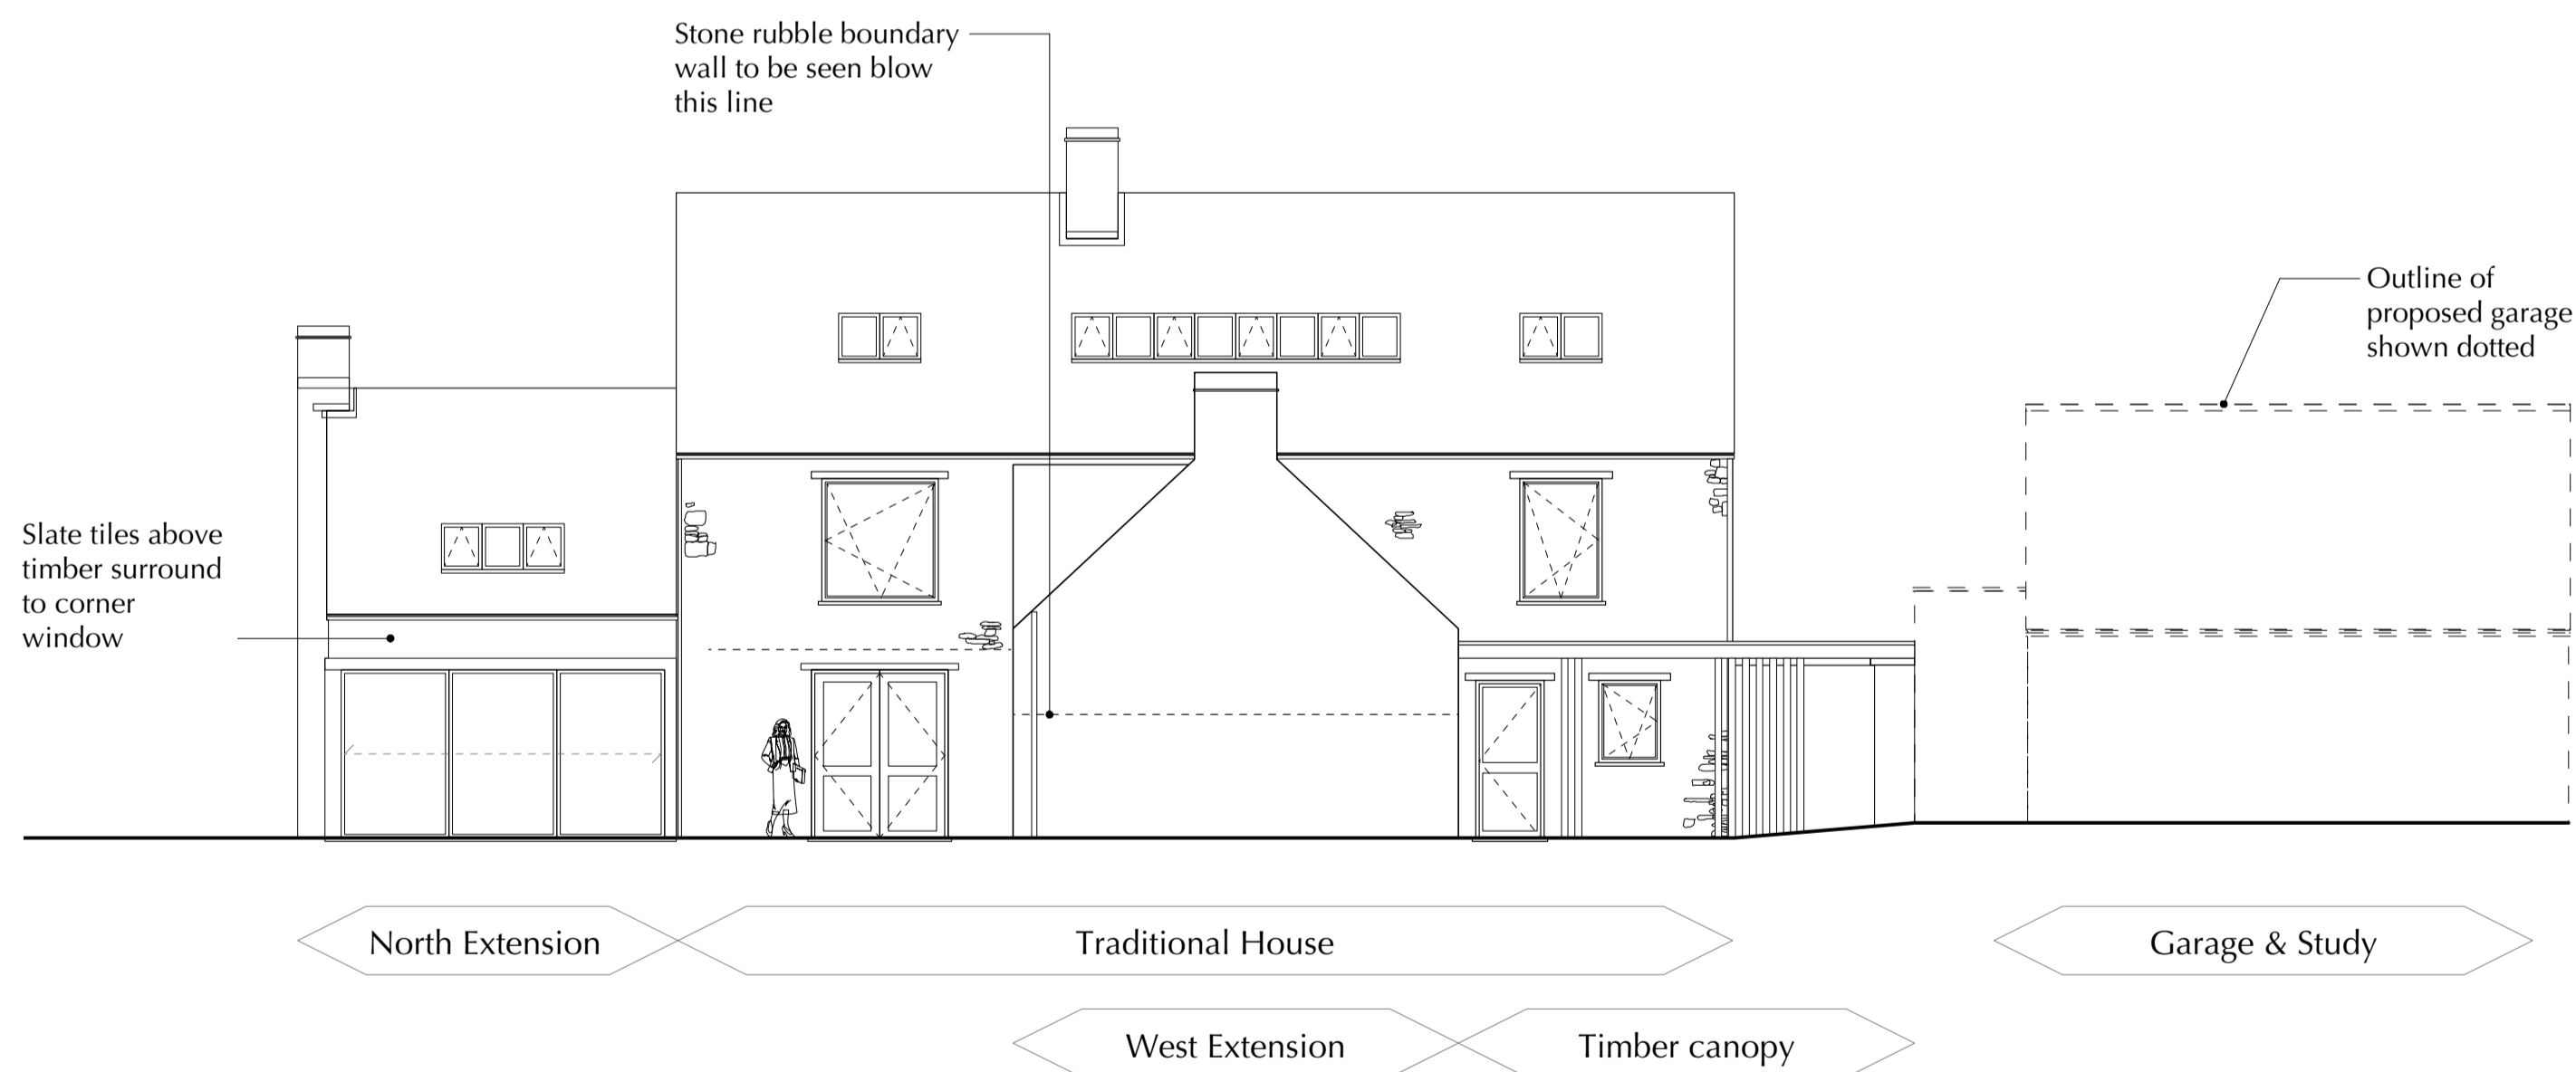 Stone rubble boundary
wall to be seen blow
this line
Outline of
proposed garage
shown dotted
Slate tiles above
timber surround
to corner
window
North Extension
Traditional House
Garage & Study
West Extension
Timber canopy